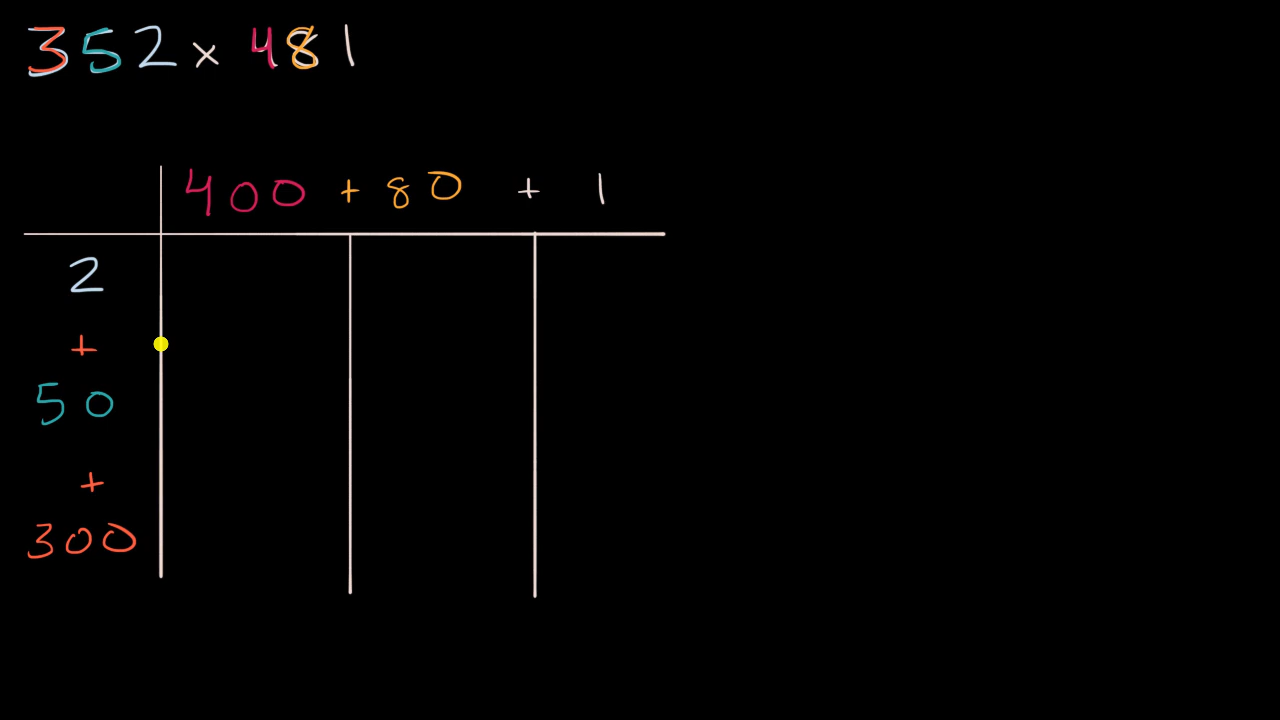 352 × 481
400 + 80 + 1
2
+
50
+
300